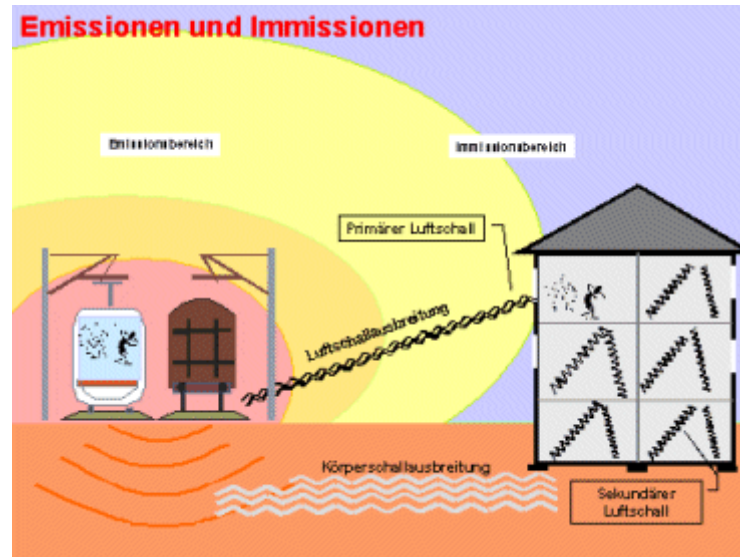 Emissionen und Immissionen
Emissionsbereich
Immissionsbereich
Primärer Luftschall
Luftschallausbreitung
Körperschallausbreitung
Sekundärer
Luftschall